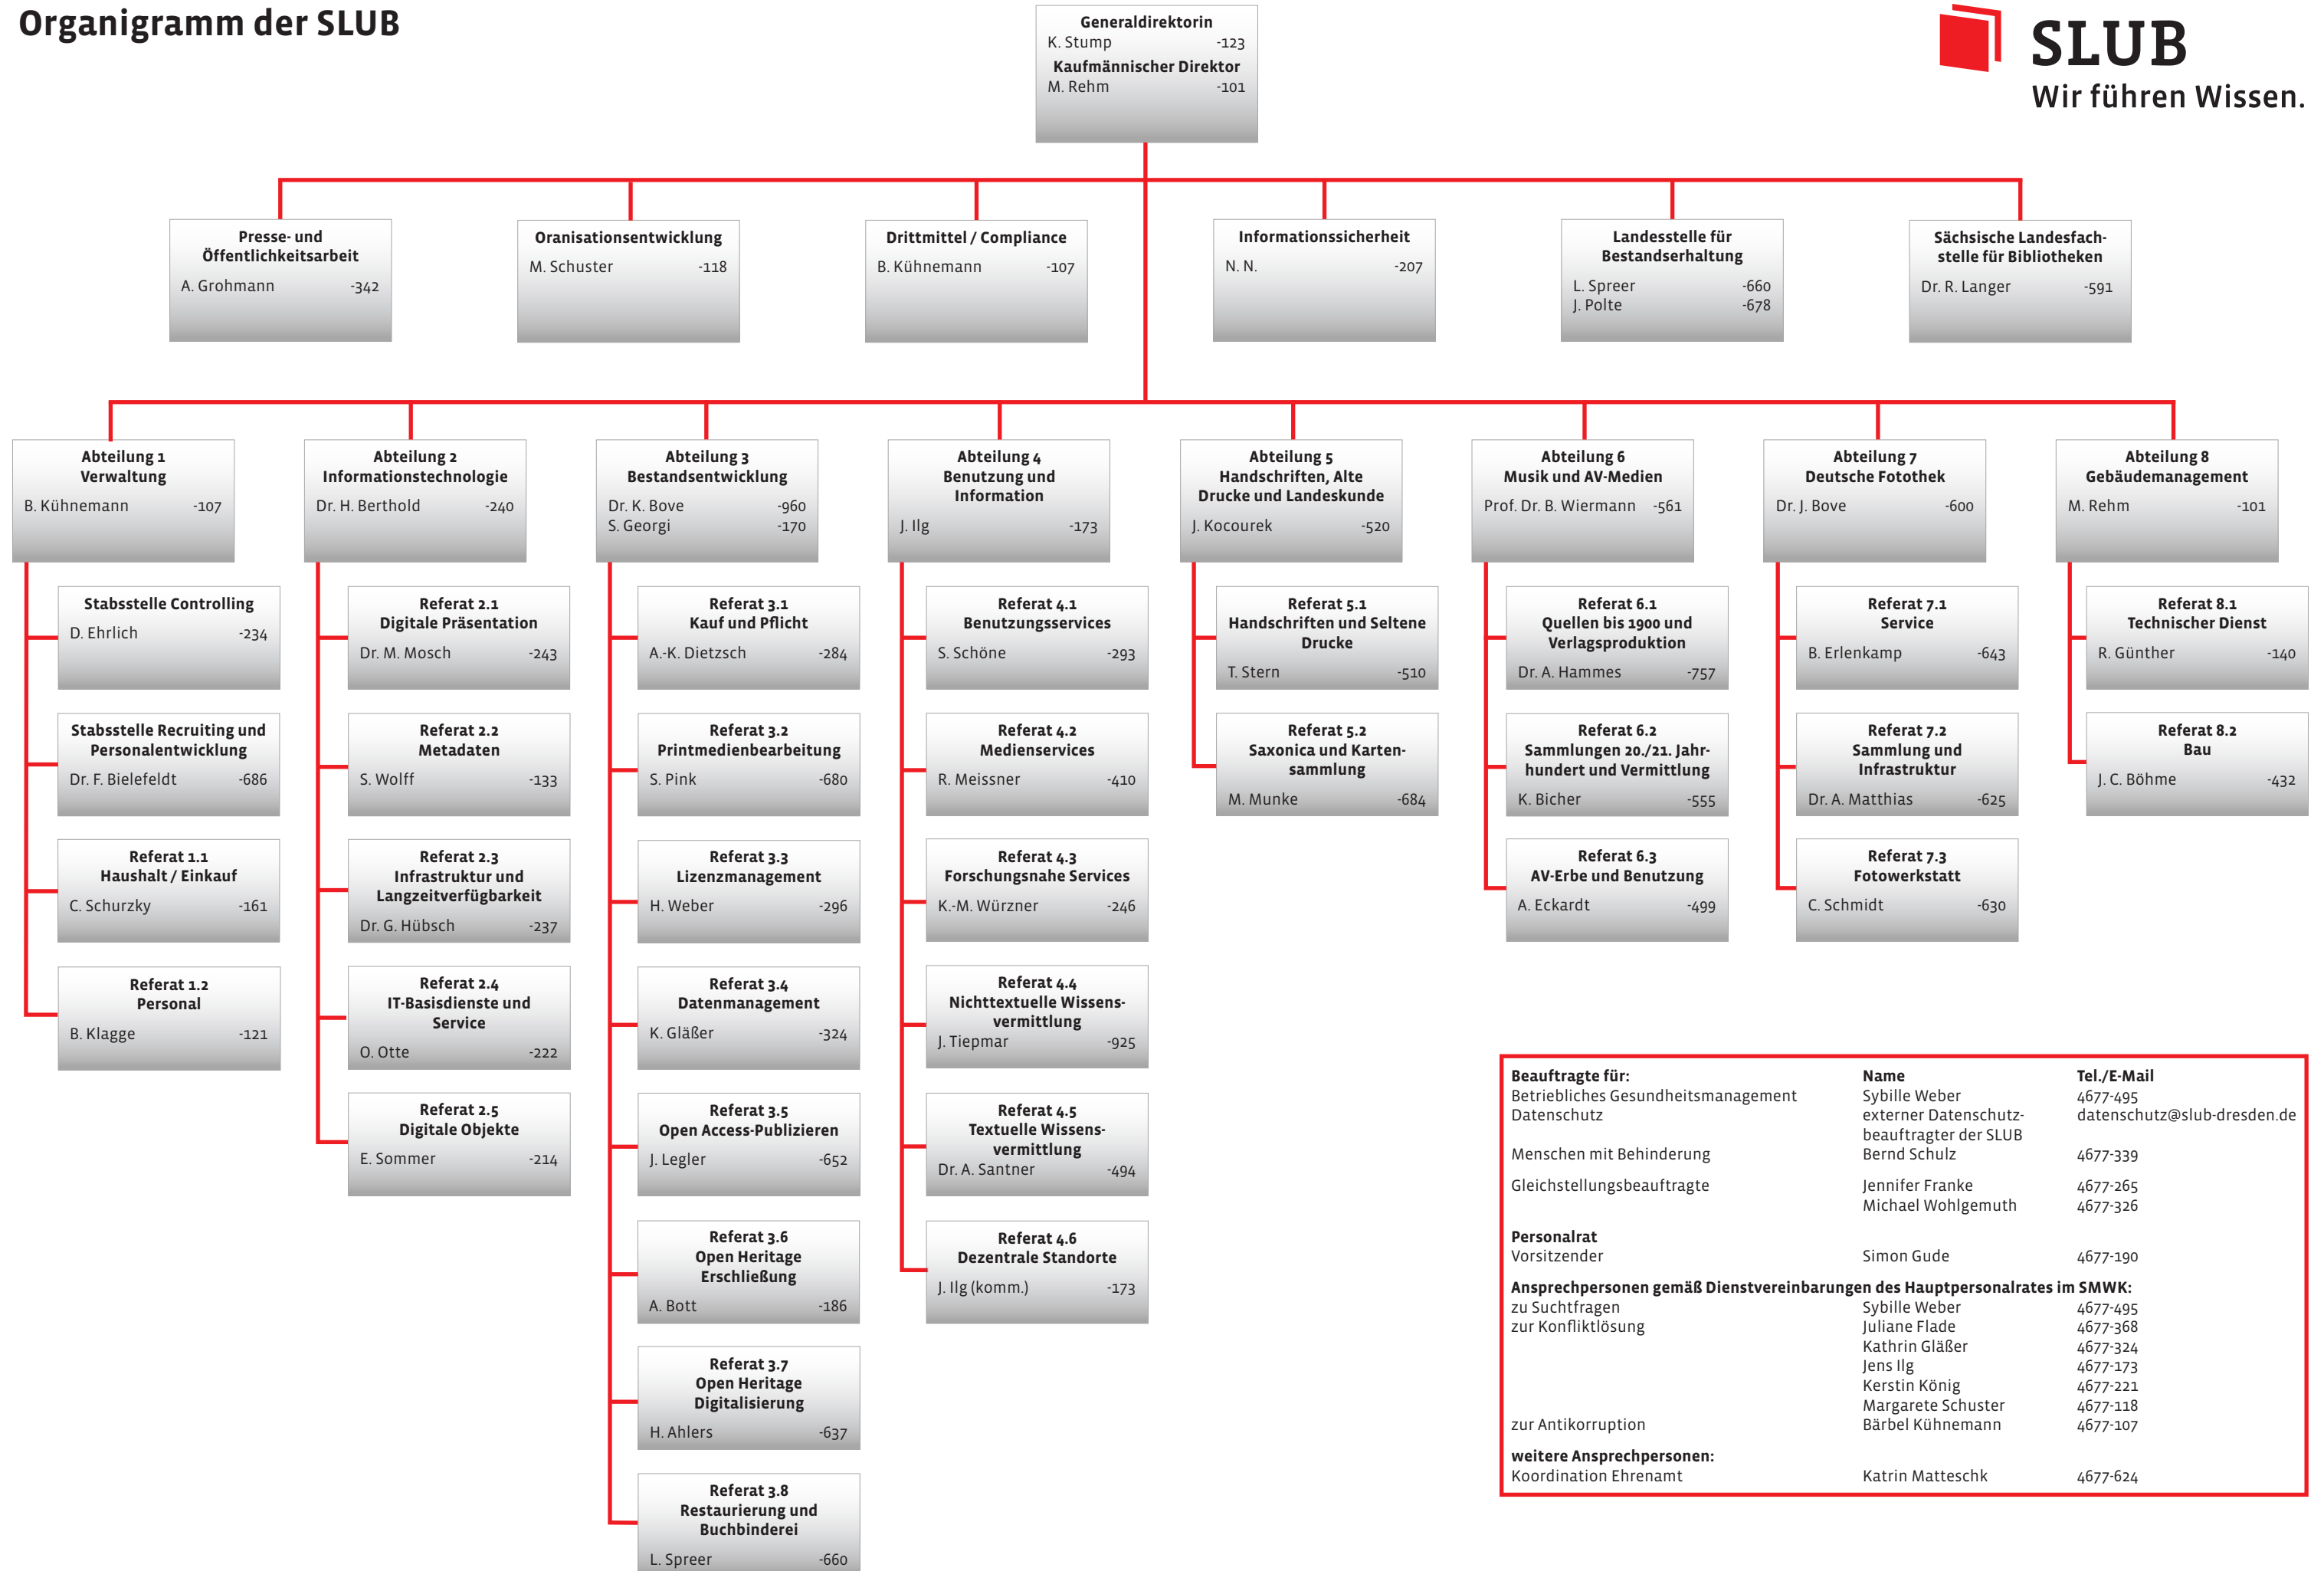 Organigramm der SLUB
SLUB
Wir führen Wissen.
Generaldirektorin
K. Stump -123
Kaufmännischer Direktor
M. Rehm -101
Presse- und
Öffentlichkeitsarbeit
A. Grohmann -342
Oranisationsentwicklung
M. Schuster -118
Drittmittel / Compliance
B. Kühnemann -107
Informationssicherheit
N. N. -207
Landesstelle für
Bestandserhaltung
L. Spreer -660
J. Polte -678
Sächsische Landesfach-
stelle für Bibliotheken
Dr. R. Langer -591
Abteilung 1
Verwaltung
B. Kühnemann -107
Stabsstelle Controlling
D. Ehrlich -234
Stabsstelle Recruiting und
Personalentwicklung
Dr. F. Bielefeldt -686
Referat 1.1
Haushalt / Einkauf
C. Schurzky -161
Referat 1.2
Personal
B. Klagge -121
Abteilung 2
Informationstechnologie
Dr. H. Berthold -240
Referat 2.1
Digitale Präsentation
Dr. M. Mosch -243
Referat 2.2
Metadaten
S. Wolff -133
Referat 2.3
Infrastruktur und
Langzeitverfügbarkeit
Dr. G. Hübsch -237
Referat 2.4
IT-Basisdienste und
Service
O. Otte -222
Referat 2.5
Digitale Objekte
E. Sommer -214
Abteilung 3
Bestandsentwicklung
Dr. K. Bove -960
S. Georgi -170
Referat 3.1
Kauf und Pflicht
A.-K. Dietzsch -284
Referat 3.2
Printmedienbearbeitung
S. Pink -680
Referat 3.3
Lizenzmanagement
H. Weber -296
Referat 3.4
Datenmanagement
K. Gläßer -324
Referat 3.5
Open Access-Publizieren
J. Legler -652
Referat 3.6
Open Heritage
Erschließung
A. Bott -186
Referat 3.7
Open Heritage
Digitalisierung
H. Ahlers -637
Referat 3.8
Restaurierung und
Buchbinderei
L. Spreer -660
Abteilung 4
Benutzung und
Information
J. Ilg -173
Referat 4.1
Benutzungsservices
S. Schöne -293
Referat 4.2
Medienservices
R. Meissner -410
Referat 4.3
Forschungsnahe Services
K.-M. Würzner -246
Referat 4.4
Nichttextuelle Wissens-
vermittlung
J. Tiepmar -925
Referat 4.5
Textuelle Wissens-
vermittlung
Dr. A. Santner -494
Referat 4.6
Dezentrale Standorte
J. Ilg (komm.) -173
Abteilung 5
Handschriften, Alte
Drucke und Landeskunde
J. Kocourek -520
Referat 5.1
Handschriften und Seltene
Drucke
T. Stern -510
Referat 5.2
Saxonica und Karten-
sammlung
M. Munke -684
Abteilung 6
Musik und AV-Medien
Prof. Dr. B. Wiermann -561
Referat 6.1
Quellen bis 1900 und
Verlagsproduktion
Dr. A. Hammes -757
Referat 6.2
Sammlungen 20./21. Jahr-
hundert und Vermittlung
K. Bicher -555
Referat 6.3
AV-Erbe und Benutzung
A. Eckardt -499
Abteilung 7
Deutsche Fotothek
Dr. J. Bove -600
Referat 7.1
Service
B. Erlenkamp -643
Referat 7.2
Sammlung und
Infrastruktur
Dr. A. Matthias -625
Referat 7.3
Fotowerkstatt
C. Schmidt -630
Abteilung 8
Gebäudemanagement
M. Rehm -101
Referat 8.1
Technischer Dienst
R. Günther -140
Referat 8.2
Bau
J. C. Böhme -432
Beauftragte für: Name Tel./E-Mail
Betriebliches Gesundheitsmanagement Sybille Weber 4677-495
Datenschutz externer Datenschutz- datenschutz@slub-dresden.de
beauftragter der SLUB
Menschen mit Behinderung Bernd Schulz 4677-339
Gleichstellungsbeauftragte Jennifer Franke 4677-265
Michael Wohlgemuth 4677-326
Personalrat
Vorsitzender Simon Gude 4677-190
Ansprechpersonen gemäß Dienstvereinbarungen des Hauptpersonalrates im SMWK:
zu Suchtfragen Sybille Weber 4677-495
zur Konfliktlösung Juliane Flade 4677-368
Kathrin Gläßer 4677-324
Jens Ilg 4677-173
Kerstin König 4677-221
Margarete Schuster 4677-118
zur Antikorruption Bärbel Kühnemann 4677-107
weitere Ansprechpersonen:
Koordination Ehrenamt Katrin Matteschk 4677-624